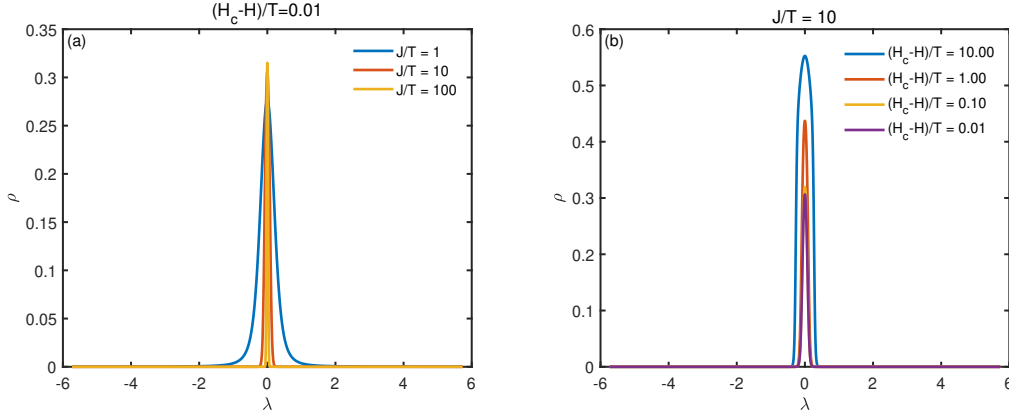 (H_c-H)/T=0.01
(a)
J/T = 1
J/T = 10
J/T = 100
0.35
0.3
0.25
0.2
0.15
0.1
0.05
0
ρ
-6 -4 -2 0 2 4 6
λ
J/T = 10
(b)
(H_c-H)/T = 10.00
(H_c-H)/T = 1.00
(H_c-H)/T = 0.10
(H_c-H)/T = 0.01
0.6
0.5
0.4
0.3
0.2
0.1
0
ρ
-6 -4 -2 0 2 4 6
λ